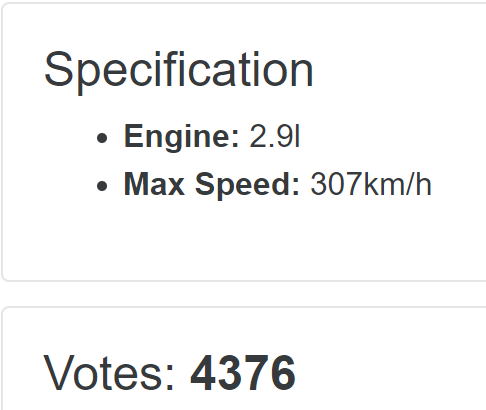 Specification
Engine: 2.9l
Max Speed: 307km/h
Votes: 4376